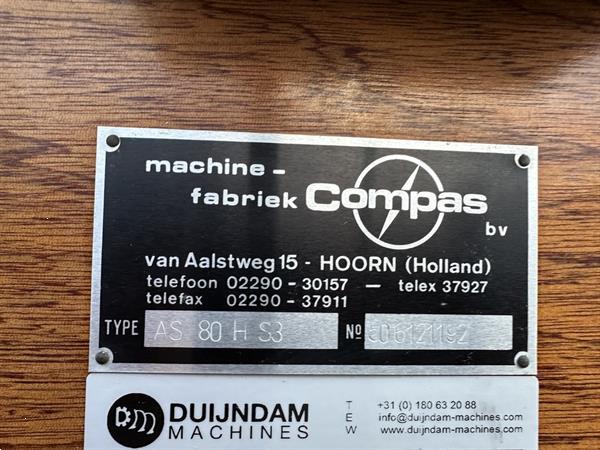 machine -
fabriek Compas
bv
van Aalstweg 15 - HOORN (Holland)
telefoon 02290 - 30157 — telex 37927
telefax 02290 - 37911
TYPE AS 80 H S3 Nº
DUIJNDAM
MACHINES
T +31 (0) 180 63 20 88
E info@duijndam-machines.com
W www.duijndam-machines.com